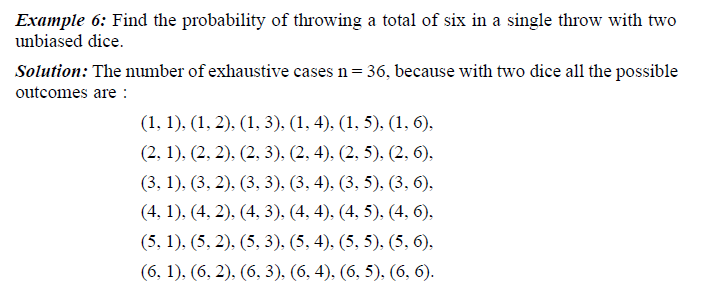 Example 6: Find the probability of throwing a total of six in a single throw with two
unbiased dice.
Solution: The number of exhaustive cases n = 36, because with two dice all the possible
outcomes are :
(1, 1), (1, 2), (1, 3), (1, 4), (1, 5), (1, 6),
(2, 1), (2, 2), (2, 3), (2, 4), (2, 5), (2, 6),
(3, 1), (3, 2), (3, 3), (3, 4), (3, 5), (3, 6),
(4, 1), (4, 2), (4, 3), (4, 4), (4, 5), (4, 6),
(5, 1), (5, 2), (5, 3), (5, 4), (5, 5), (5, 6),
(6, 1), (6, 2), (6, 3), (6, 4), (6, 5), (6, 6).